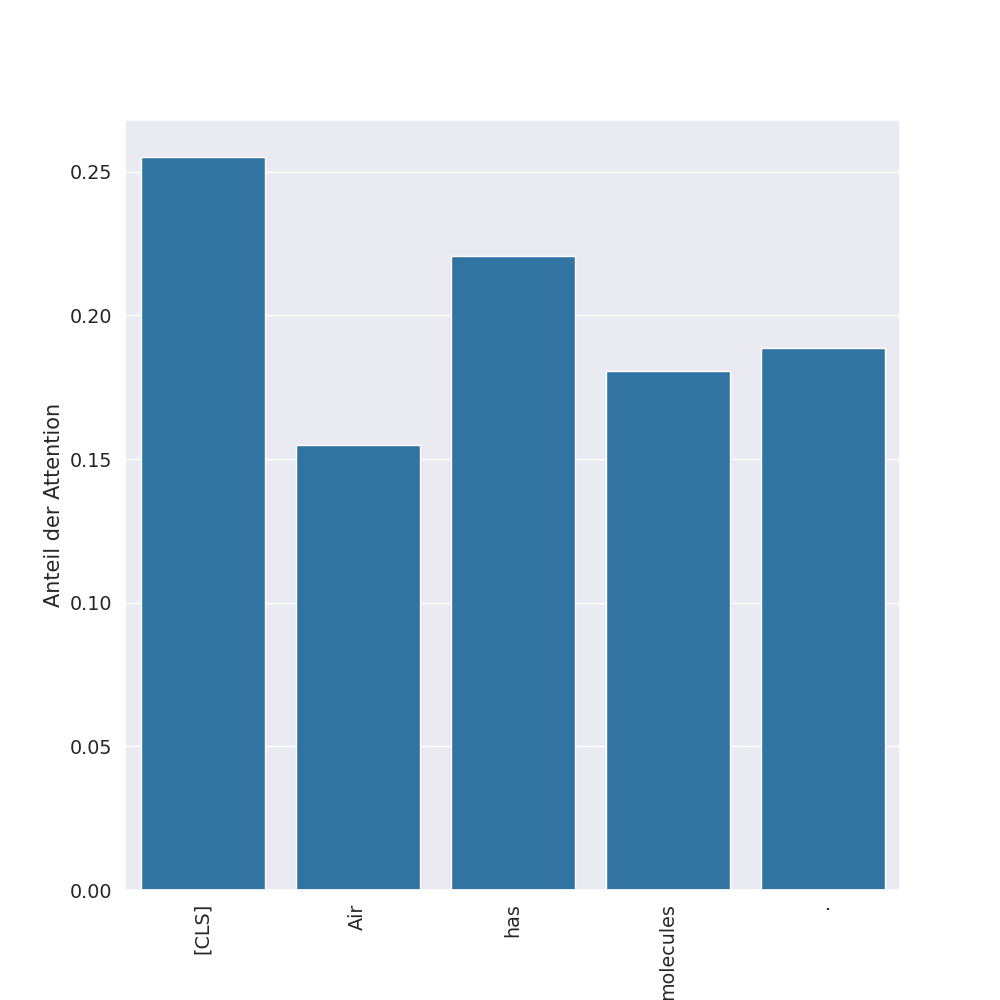 0.25
0.20
0.15
0.10
0.05
0.00
Anteil der Attention
[CLS]
Air
has
molecules
.